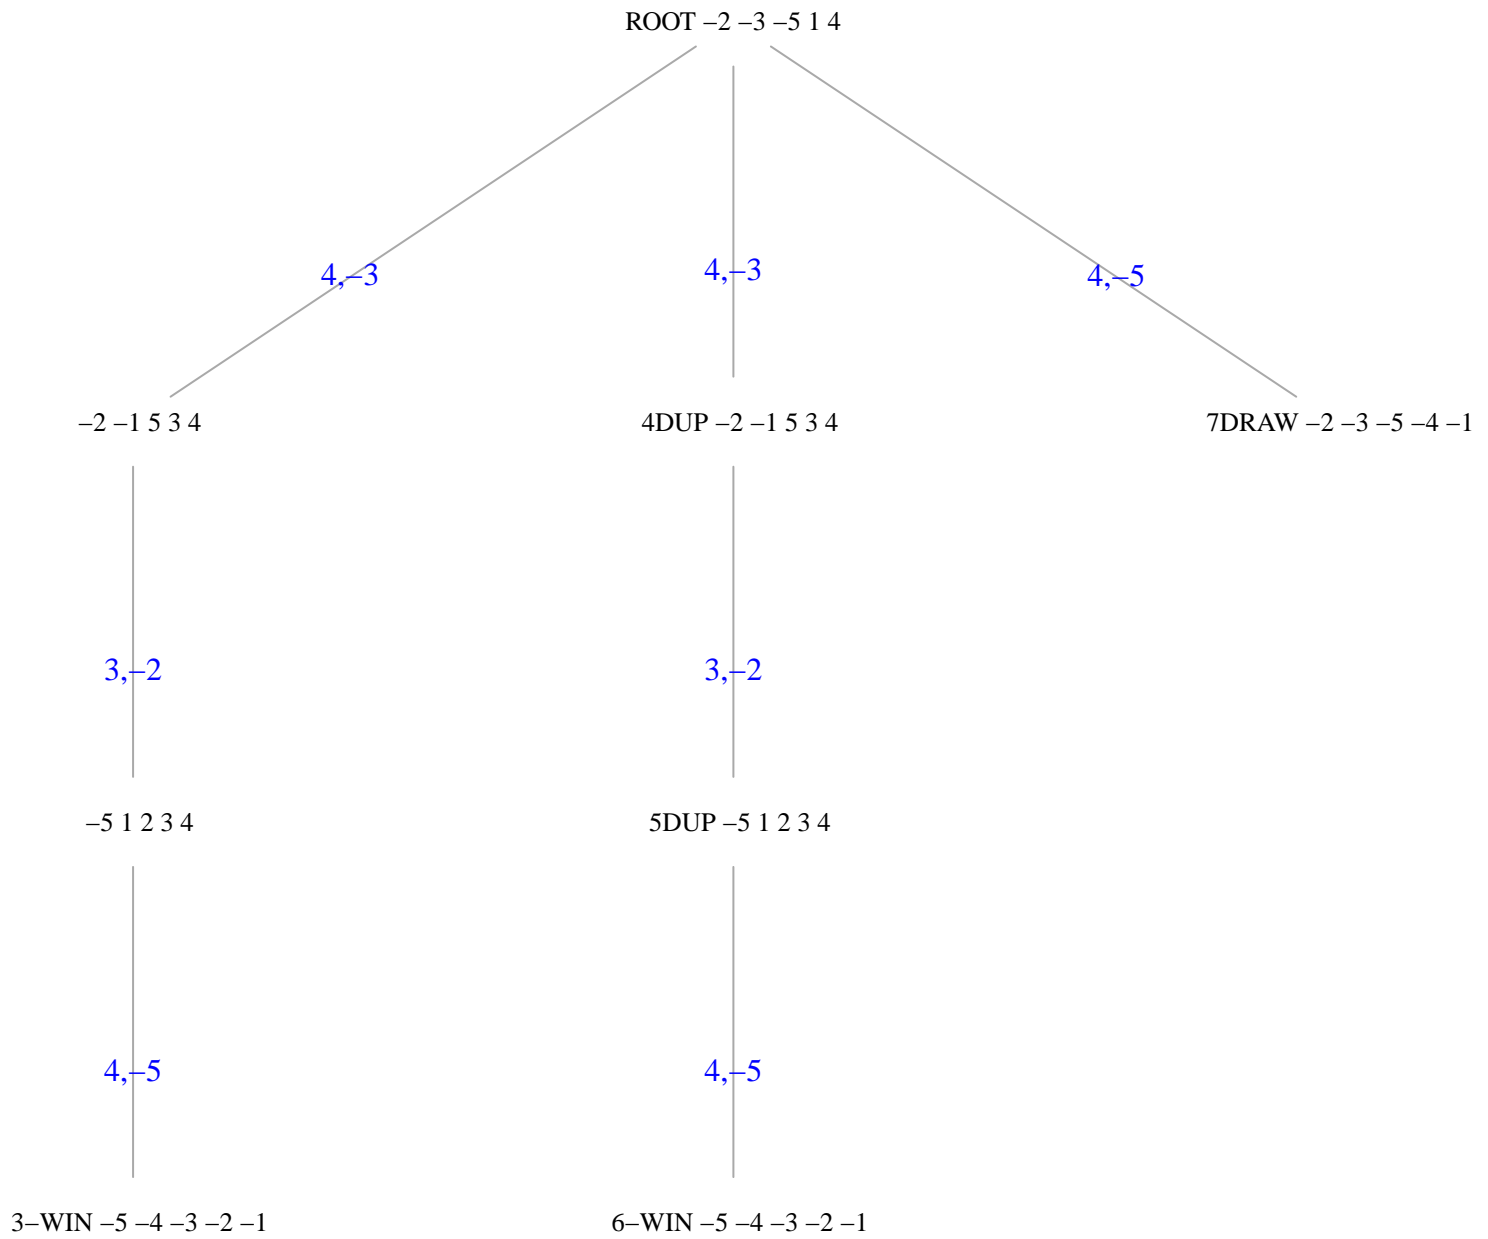 ROOT –2 –3 –5 1 4
4,–3
4,–3
4,–5
–2 –1 5 3 4
4DUP –2 –1 5 3 4
7DRAW –2 –3 –5 –4 –1
3,–2
3,–2
–5 1 2 3 4
5DUP –5 1 2 3 4
4,–5
4,–5
3–WIN –5 –4 –3 –2 –1
6–WIN –5 –4 –3 –2 –1